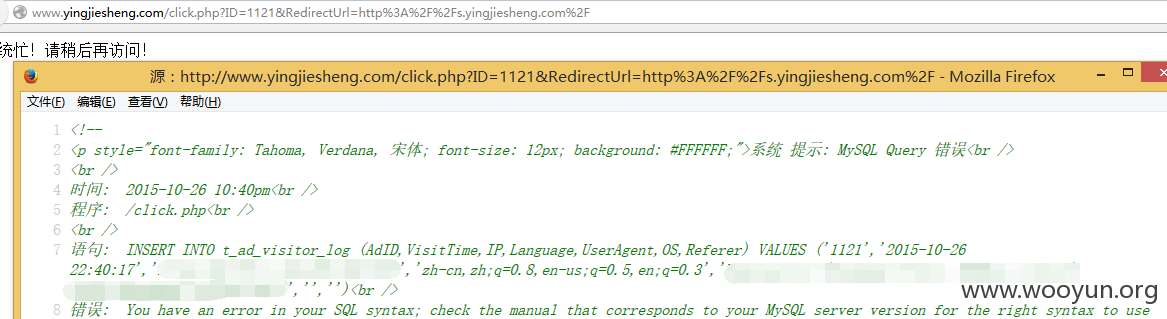 www.yingjiesheng.com/click.php?ID=1121&RedirectUrl=http%3A%2F%2Fs.yingjiesheng.com%2F
统忙！请稍后再访问！
源：http://www.yingjiesheng.com/click.php?ID=1121&RedirectUrl=http%3A%2F%2Fs.yingjiesheng.com%2F - Mozilla Firefox
文件(F) 编辑(E) 查看(V) 帮助(H)
1 <!--
2 <p style="font-family: Tahoma, Verdana, 宋体; font-size: 12px; background: #FFFFFF;">系统 提示: MySQL Query 错误<br />
3 <br />
4 时间: 2015-10-26 10:40pm<br />
5 程序: /click.php<br />
6 <br />
7 语句: INSERT INTO t_ad_visitor_log (AdID,VisitTime,IP,Language,UserAgent,OS,Referer) VALUES ('1121','2015-10-26
22:40:17','. ','zh-cn,zh;q=0.8,en-us;q=0.5,en;q=0.3','
','','')<br />
8 错误: You have an error in your SQL syntax; check the manual that corresponds to your MySQL server version for the right syntax to use
www.wooyun.org